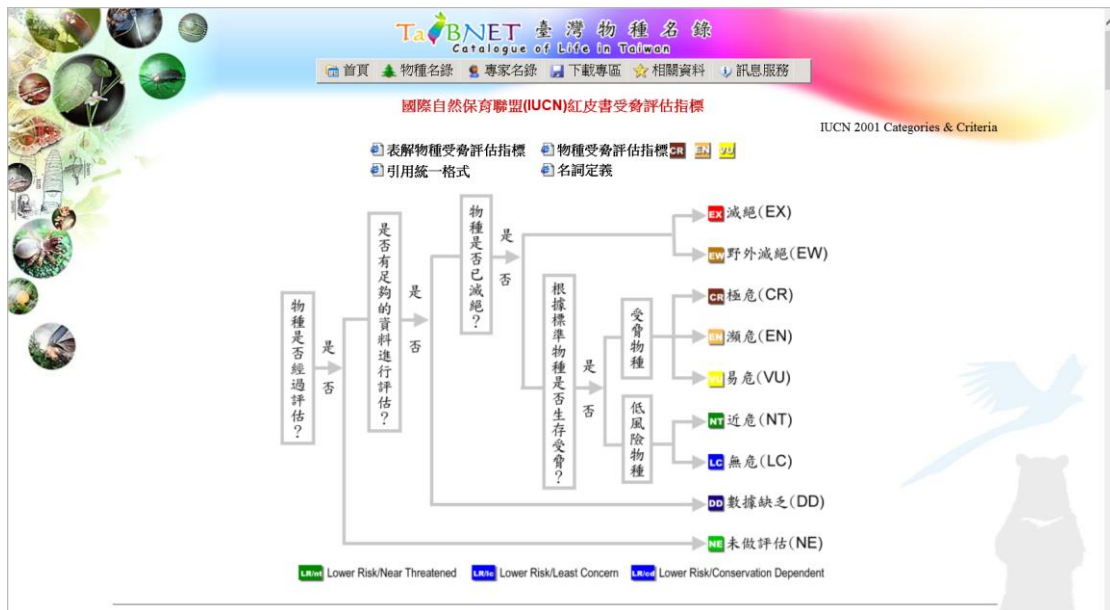 TaiBNET 臺灣物種名錄
Catalogue of Life in Taiwan
首頁 物種名錄 專家名錄 下載專區 相關資料 訊息服務
國際自然保育聯盟(IUCN)紅皮書受脅評估指標
IUCN 2001 Categories & Criteria
表解物種受脅評估指標 物種受脅評估指標 CR EN VU
引用統一格式 名詞定義
物種是否經過評估?
是
否
是否有足夠的資料進行評估?
是
否
物種是否已滅絕?
是
否
根據標準物種是否生存受脅?
是
否
受脅物種
低風險物種
EX 滅絕(EX)
EW 野外滅絕(EW)
CR 極危(CR)
EN 瀕危(EN)
VU 易危(VU)
NT 近危(NT)
LC 無危(LC)
DD 數據缺乏(DD)
NE 未做評估(NE)
LR/nt Lower Risk/Near Threatened LR/lc Lower Risk/Least Concern LR/cd Lower Risk/Conservation Dependent